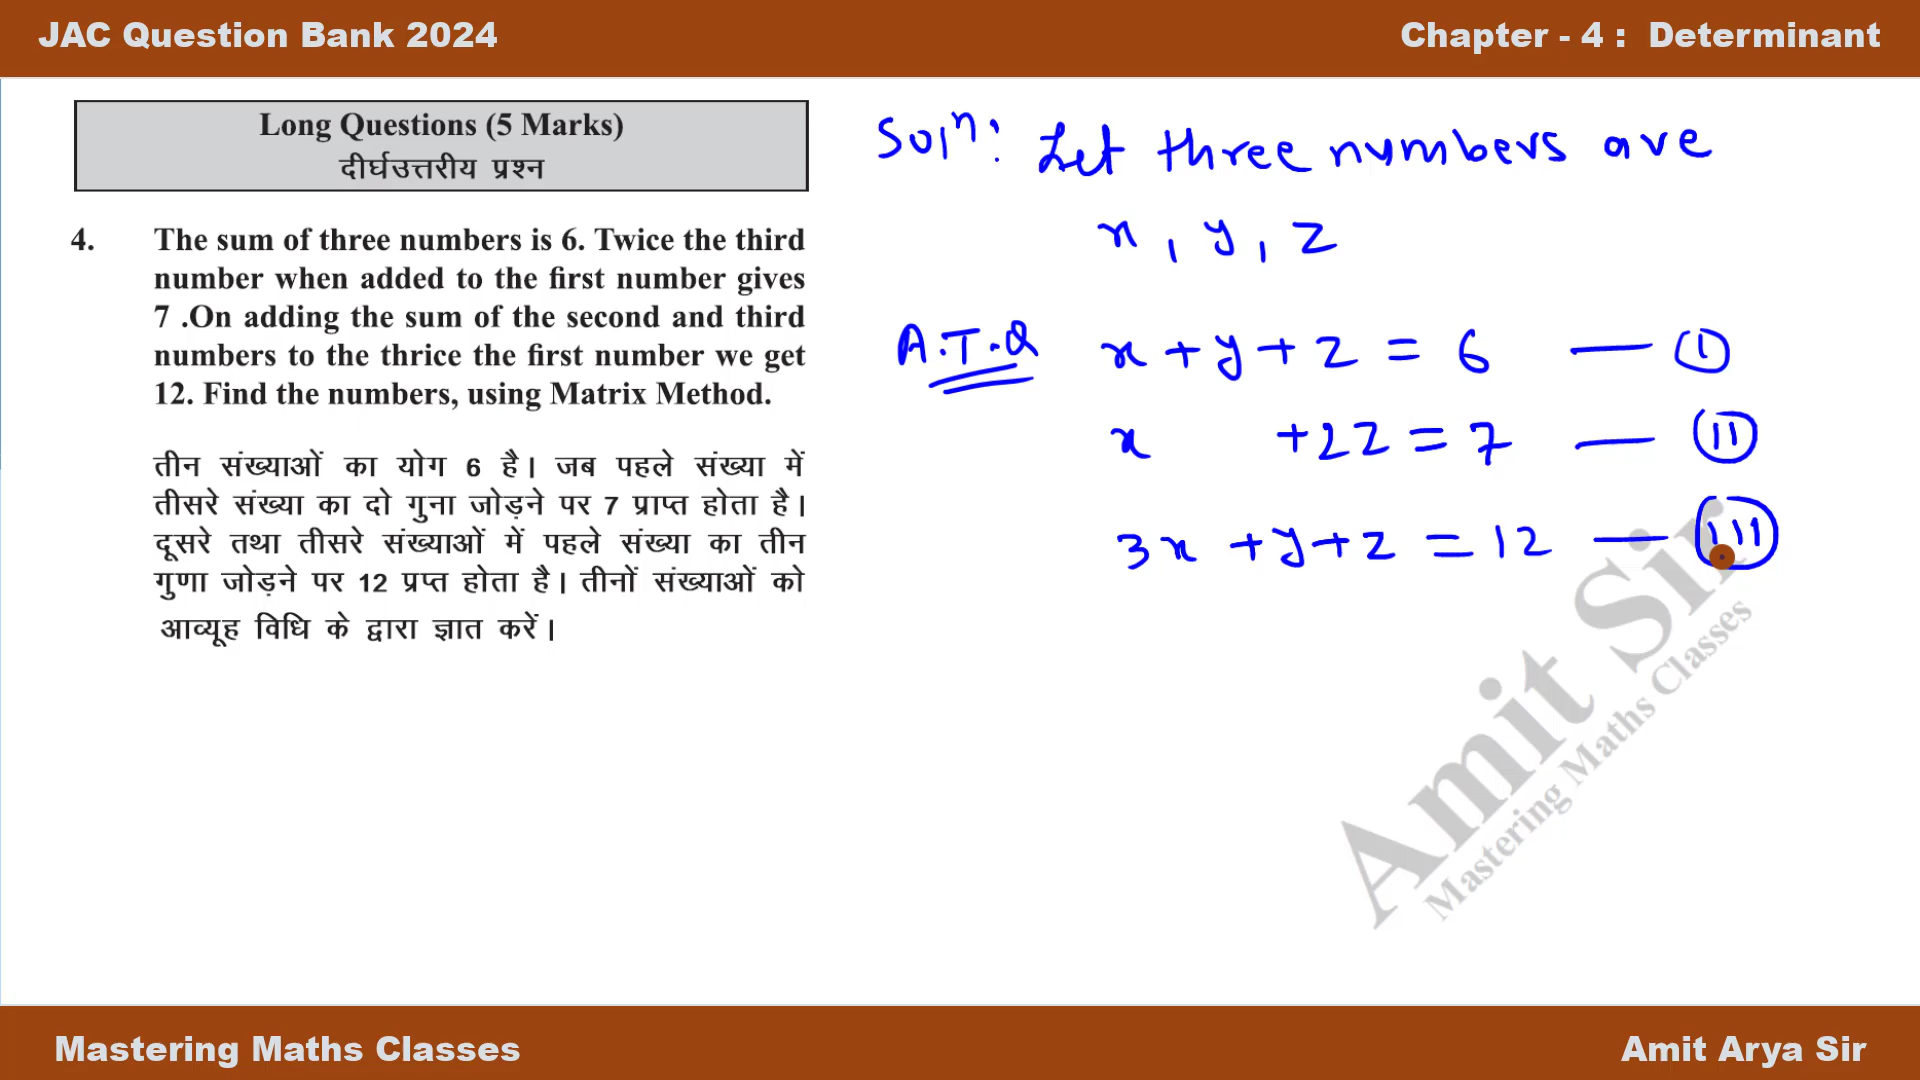 JAC Question Bank 2024
Chapter - 4 : Determinant
Long Questions (5 Marks)
दीर्घउत्तरीय प्रश्न
4. The sum of three numbers is 6. Twice the third
number when added to the first number gives
7 .On adding the sum of the second and third
numbers to the thrice the first number we get
12. Find the numbers, using Matrix Method.
तीन संख्याओं का योग 6 है। जब पहले संख्या में
तीसरे संख्या का दो गुना जोड़ने पर 7 प्राप्त होता है।
दूसरे तथा तीसरे संख्याओं में पहले संख्या का तीन
गुणा जोड़ने पर 12 प्रप्त होता है। तीनों संख्याओं को
आव्यूह विधि के द्वारा ज्ञात करें।
Solⁿ: Let three numbers are
x, y, z
A.T.Q x + y + z = 6 — (I)
x + 2z = 7 — (II)
3x + y + z = 12 — (III)
Amit Sir
Mastering Maths Classes
Mastering Maths Classes
Amit Arya Sir